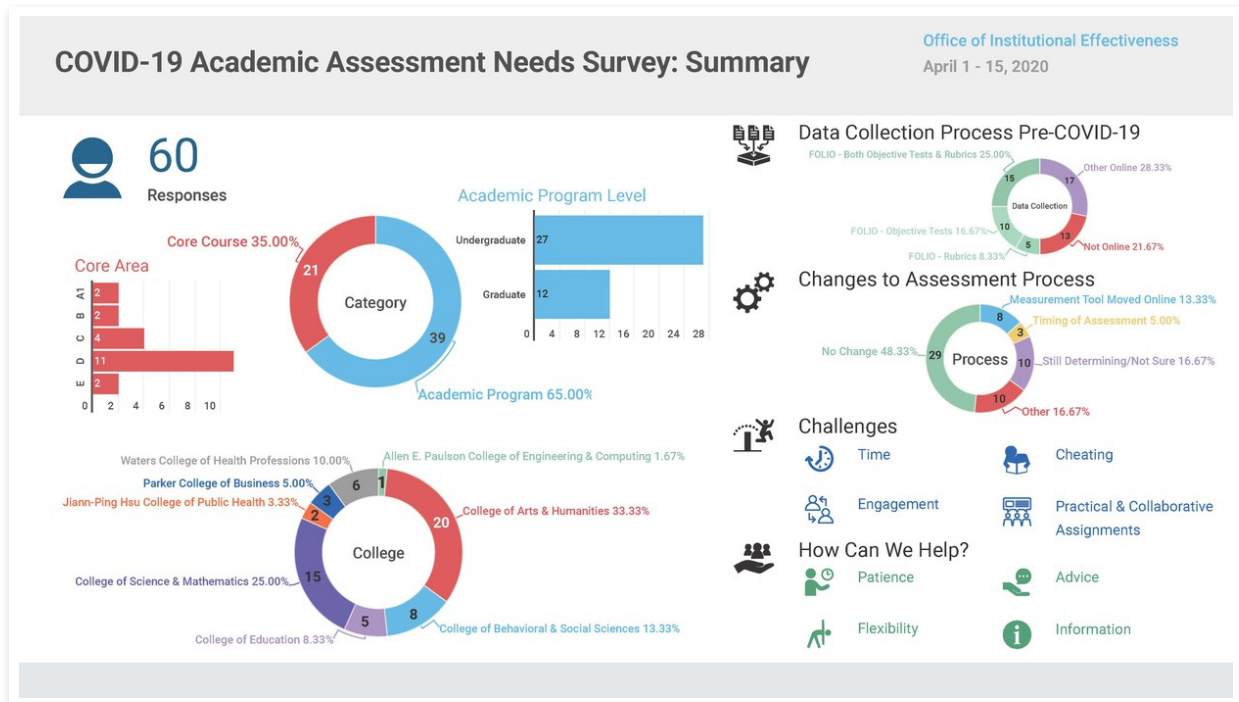 COVID-19 Academic Assessment Needs Survey: Summary
Office of Institutional Effectiveness
April 1 - 15, 2020
60
Responses
Core Area
A1
2
B
2
C
4
D
11
E
2
0 2 4 6 8 10
Core Course 35.00%
21
Category
39
Academic Program 65.00%
Academic Program Level
Undergraduate
27
Graduate
12
0 4 8 12 16 20 24 28
Waters College of Health Professions 10.00%
Allen E. Paulson College of Engineering & Computing 1.67%
Parker College of Business 5.00%
Jiann-Ping Hsu College of Public Health 3.33%
College of Arts & Humanities 33.33%
College of Science & Mathematics 25.00%
College of Education 8.33%
College of Behavioral & Social Sciences 13.33%
College
6
1
3
2
20
15
5
8
Data Collection Process Pre-COVID-19
FOLIO - Both Objective Tests & Rubrics 25.00%
Other Online 28.33%
15
17
Data Collection
10
5
13
FOLIO - Objective Tests 16.67%
Not Online 21.67%
FOLIO - Rubrics 8.33%
Changes to Assessment Process
Measurement Tool Moved Online 13.33%
8
Timing of Assessment 5.00%
3
No Change 48.33%
29
Process
10
Still Determining/Not Sure 16.67%
10
Other 16.67%
Challenges
Time
Cheating
Engagement
Practical & Collaborative
Assignments
How Can We Help?
Patience
Advice
Flexibility
Information